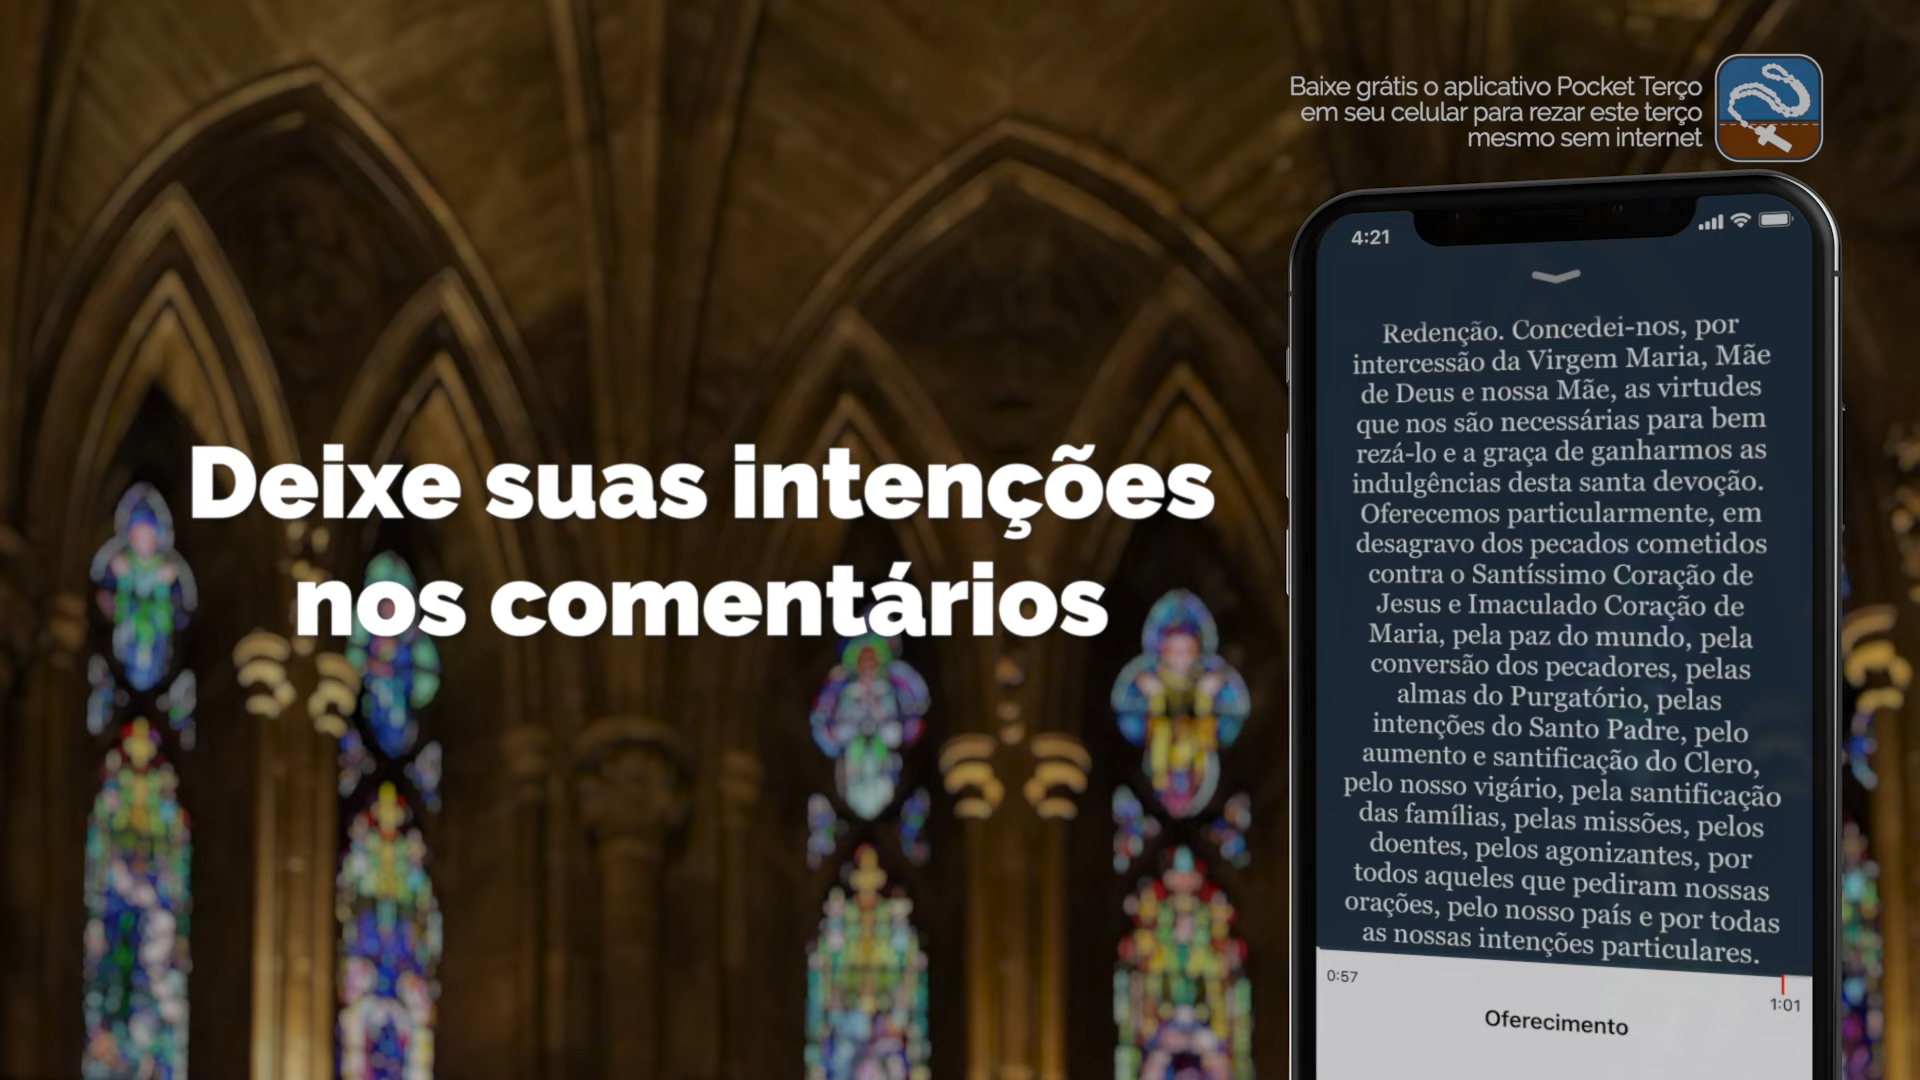 Baixe grátis o aplicativo Pocket Terço
em seu celular para rezar este terço
mesmo sem internet
Deixe suas intenções
nos comentários
4:21
Redenção. Concedei-nos, por
intercessão da Virgem Maria, Mãe
de Deus e nossa Mãe, as virtudes
que nos são necessárias para bem
rezá-lo e a graça de ganharmos as
indulgências desta santa devoção.
Oferecemos particularmente, em
desagravo dos pecados cometidos
contra o Santíssimo Coração de
Jesus e Imaculado Coração de
Maria, pela paz do mundo, pela
conversão dos pecadores, pelas
almas do Purgatório, pelas
intenções do Santo Padre, pelo
aumento e santificação do Clero,
pelo nosso vigário, pela santificação
das famílias, pelas missões, pelos
doentes, pelos agonizantes, por
todos aqueles que pediram nossas
orações, pelo nosso país e por todas
as nossas intenções particulares.
0:57
1:01
Oferecimento